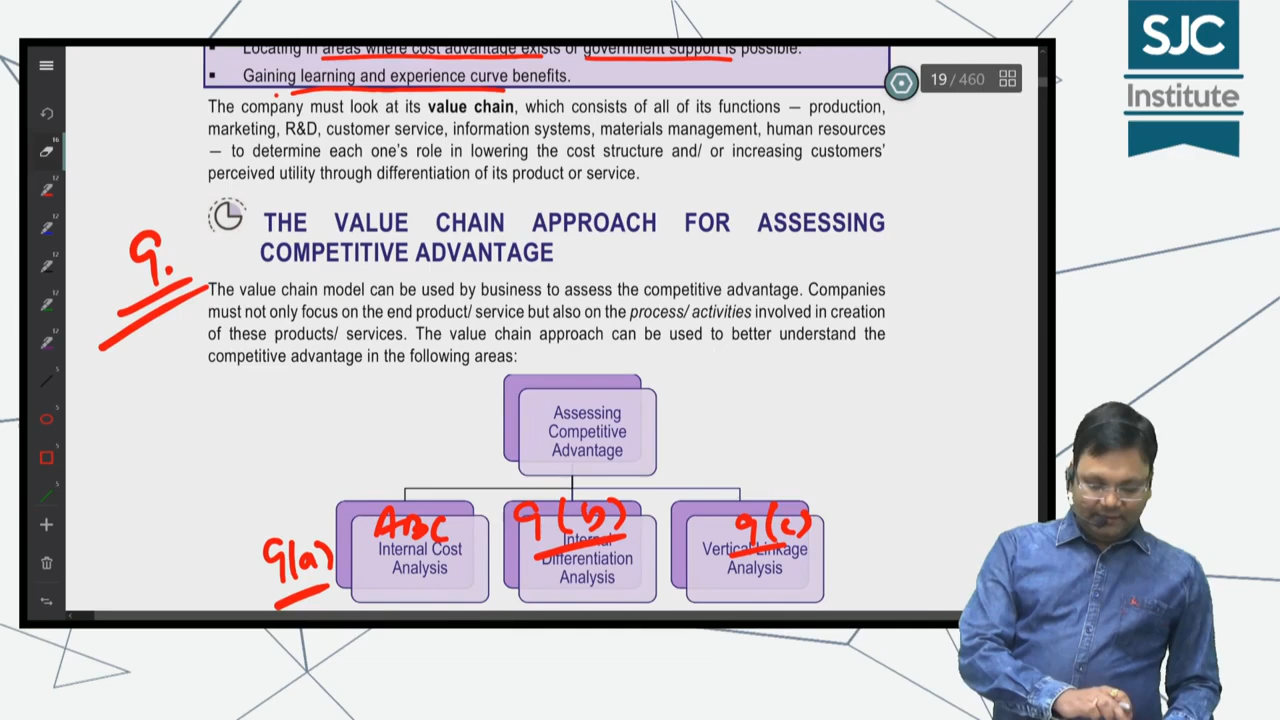 Locating in areas where cost advantage exists or government support is possible.
▪ Gaining learning and experience curve benefits.
19 / 460
SJC
Institute
The company must look at its value chain, which consists of all of its functions — production,
marketing, R&D, customer service, information systems, materials management, human resources
— to determine each one's role in lowering the cost structure and/ or increasing customers'
perceived utility through differentiation of its product or service.
THE VALUE CHAIN APPROACH FOR ASSESSING
COMPETITIVE ADVANTAGE
9.
The value chain model can be used by business to assess the competitive advantage. Companies
must not only focus on the end product/ service but also on the process/ activities involved in creation
of these products/ services. The value chain approach can be used to better understand the
competitive advantage in the following areas:
Assessing
Competitive
Advantage
9(a)
ABC
Internal Cost
Analysis
9(b)
Internal
Differentiation
Analysis
9(c)
Vertical Linkage
Analysis